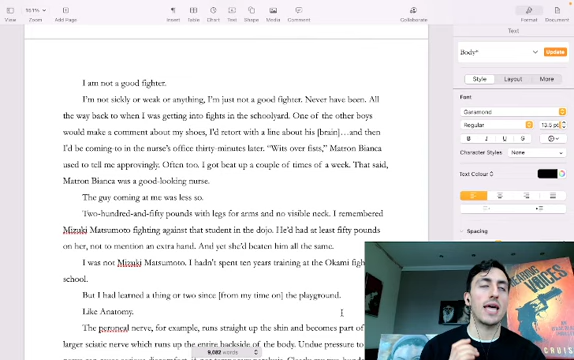 View
Zoom
Add Page
Insert
Table
Chart
Text
Shape
Media
Comment
Collaborate
Format
Document
Text
Body*
Update
Style
Layout
More
Font
Garamond
Regular
13.5 pt
B I U S
Character Styles
None
Text Colour
Spacing
I am not a good fighter.
I'm not sickly or weak or anything, I'm just not a good fighter. Never have been. All
the way back to when I was getting into fights in the schoolyard. One of the other boys
would make a comment about my shoes, I'd retort with a line about his [brain]…and then
I'd be coming-to in the nurse's office thirty-minutes later. “Wits over fists,” Matron Bianca
used to tell me approvingly. Often too. I got beat up a couple of times of a week. That said,
Matron Bianca was a good-looking nurse.
The guy coming at me was less so.
Two-hundred-and-fifty pounds with legs for arms and no visible neck. I remembered
Mizuki Matsumoto fighting against that student in the dojo. He'd had at least fifty pounds
on her, not to mention an extra hand. And yet she'd beaten him all the same.
I was not Mizuki Matsumoto. I hadn't spent ten years training at the Okami
school.
But I had learned a thing or two since [from my time on] the playground.
Like Anatomy.
The peroneal nerve, for example, runs straight up the shin and becomes part of
larger sciatic nerve which runs up the entire backside of the body. Undue pressure to
9,082 words
VOICES
CRUIS